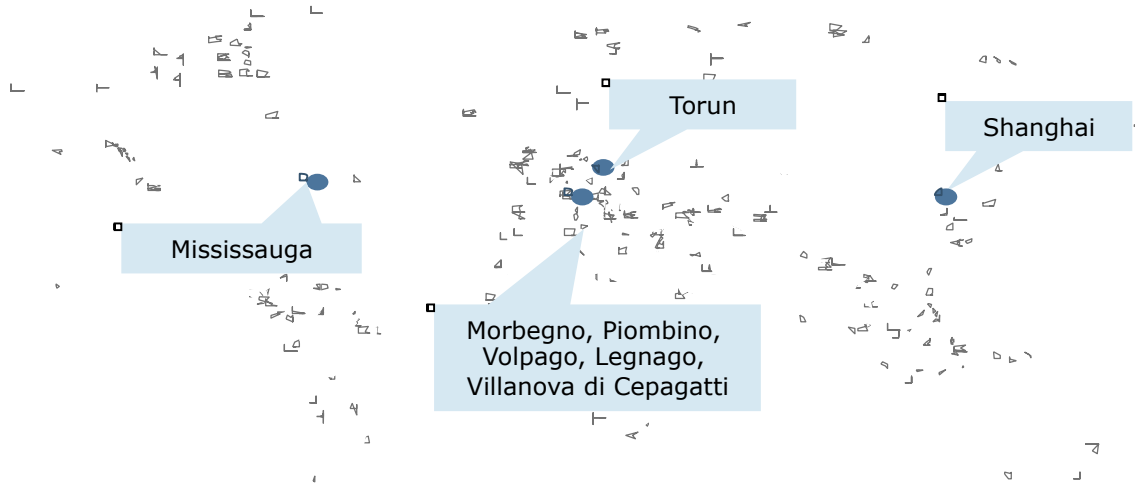 Torun
Shanghai
Mississauga
Morbegno, Piombino,
Volpago, Legnago,
Villanova di Cepagatti